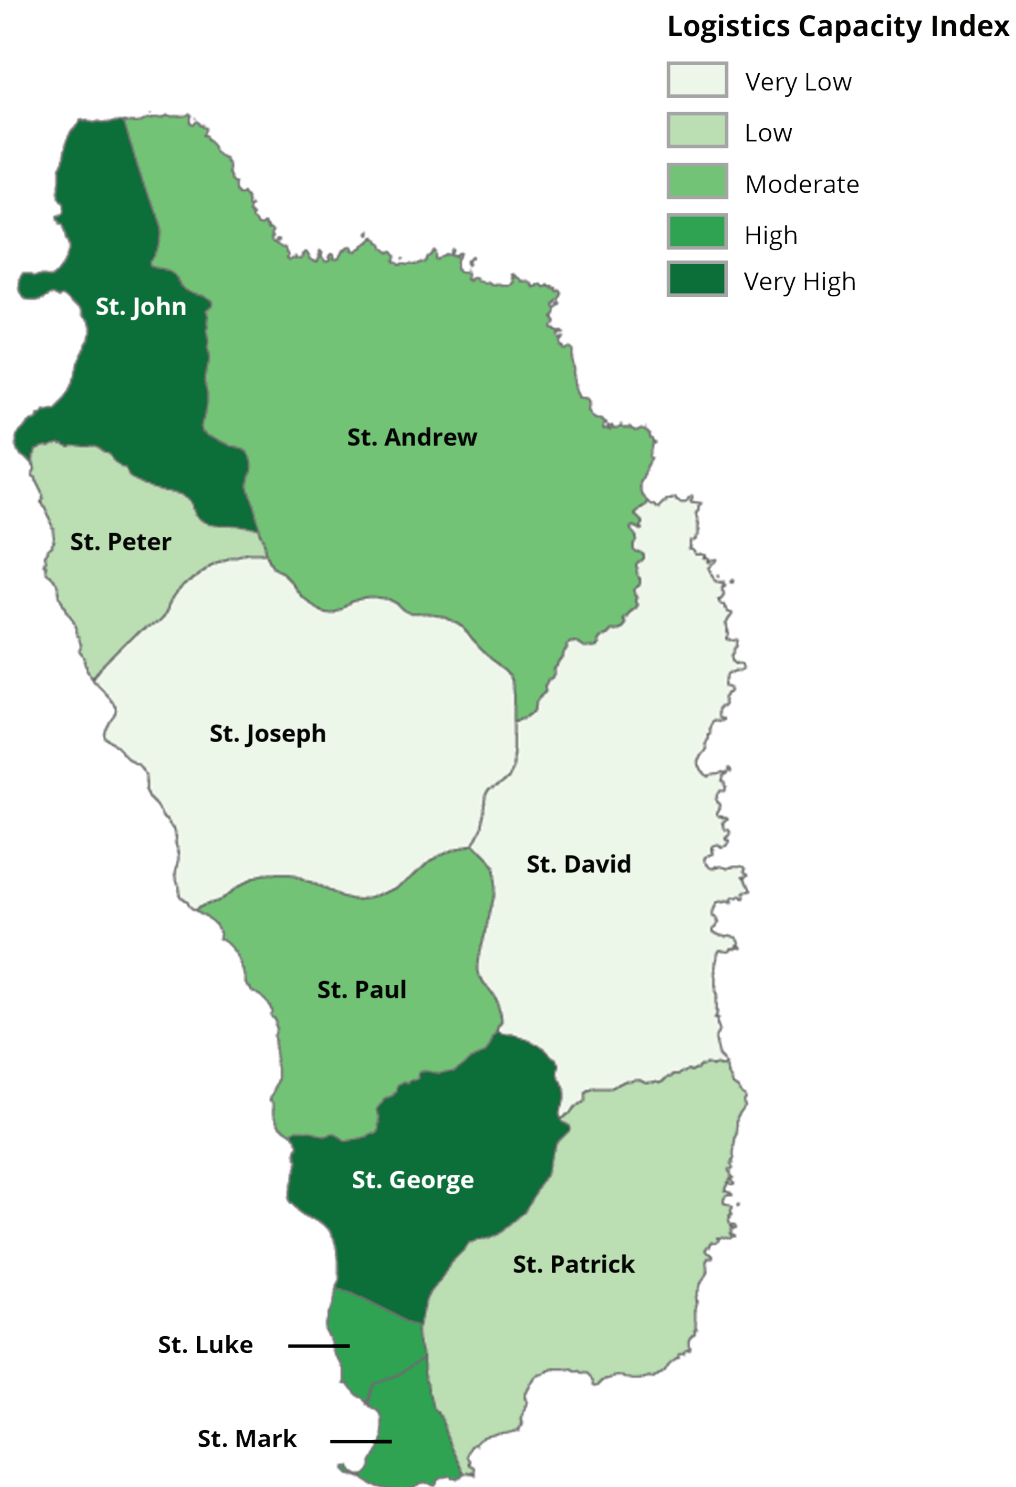 Logistics Capacity Index
Very Low
Low
Moderate
High
Very High
St. John
St. Andrew
St. Peter
St. Joseph
St. David
St. Paul
St. George
St. Patrick
St. Luke
St. Mark